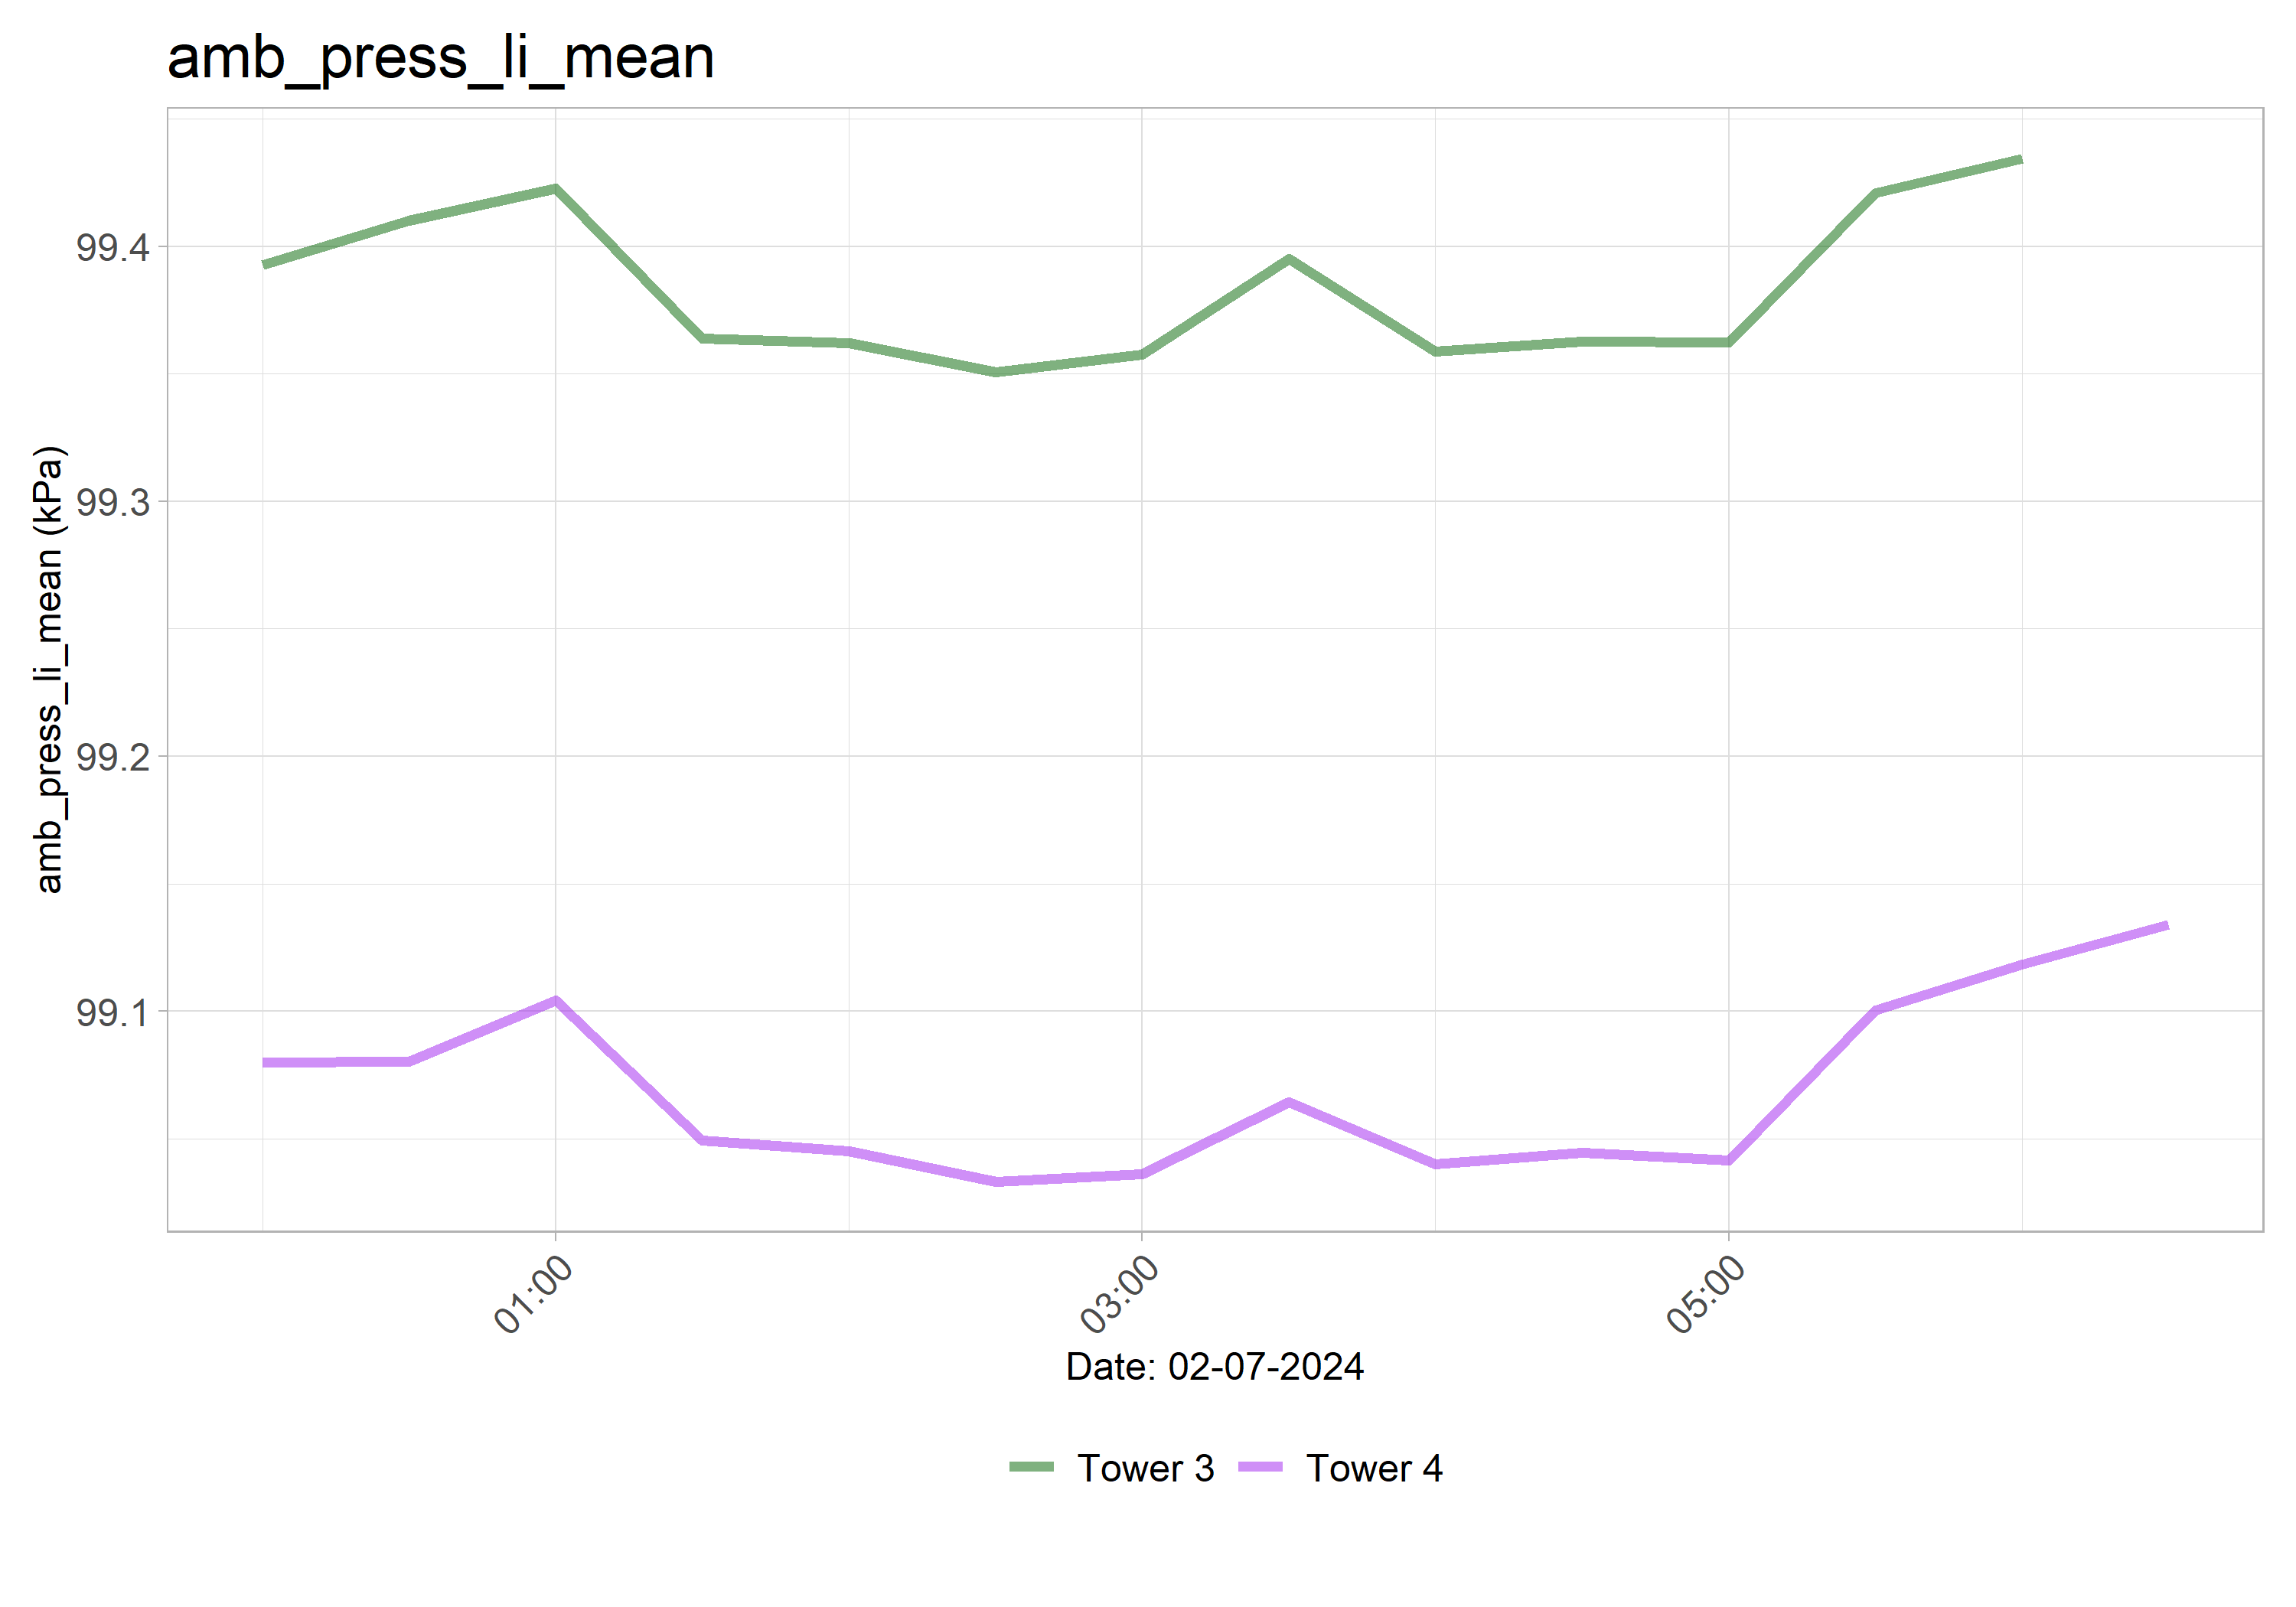 amb_press_li_mean
amb_press_li_mean (kPa)
99.4
99.3
99.2
99.1
01:00
03:00
05:00
Date: 02-07-2024
Tower 3
Tower 4